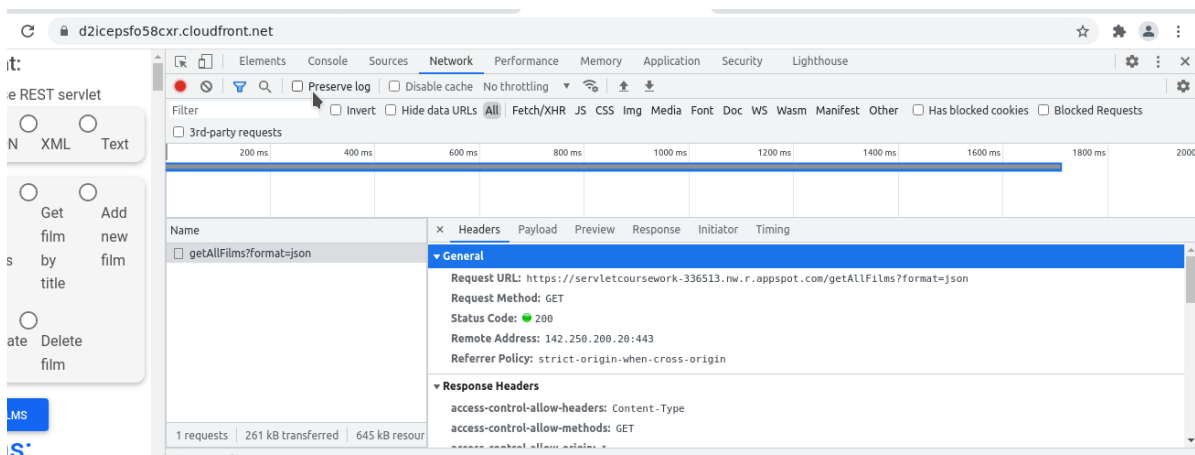 d2icepsfo58cxr.cloudfront.net
Elements Console Sources Network Performance Memory Application Security Lighthouse
Preserve log Disable cache No throttling
Filter Invert Hide data URLs All Fetch/XHR JS CSS Img Media Font Doc WS Wasm Manifest Other Has blocked cookies Blocked Requests
3rd-party requests
200 ms 400 ms 600 ms 800 ms 1000 ms 1200 ms 1400 ms 1600 ms 1800 ms 2000
Name
getAllFilms?format=json
1 requests 261 kB transferred 645 kB resour
Headers Payload Preview Response Initiator Timing
General
Request URL: https://servletcoursework-336513.nw.r.appspot.com/getAllFilms?format=json
Request Method: GET
Status Code: 200
Remote Address: 142.250.200.20:443
Referrer Policy: strict-origin-when-cross-origin
Response Headers
access-control-allow-headers: Content-Type
access-control-allow-methods: GET
access-control-allow-origin: *
t:
e REST servlet
N XML Text
Get Add
film new
s by film
title
ate Delete
film
LMS
s: